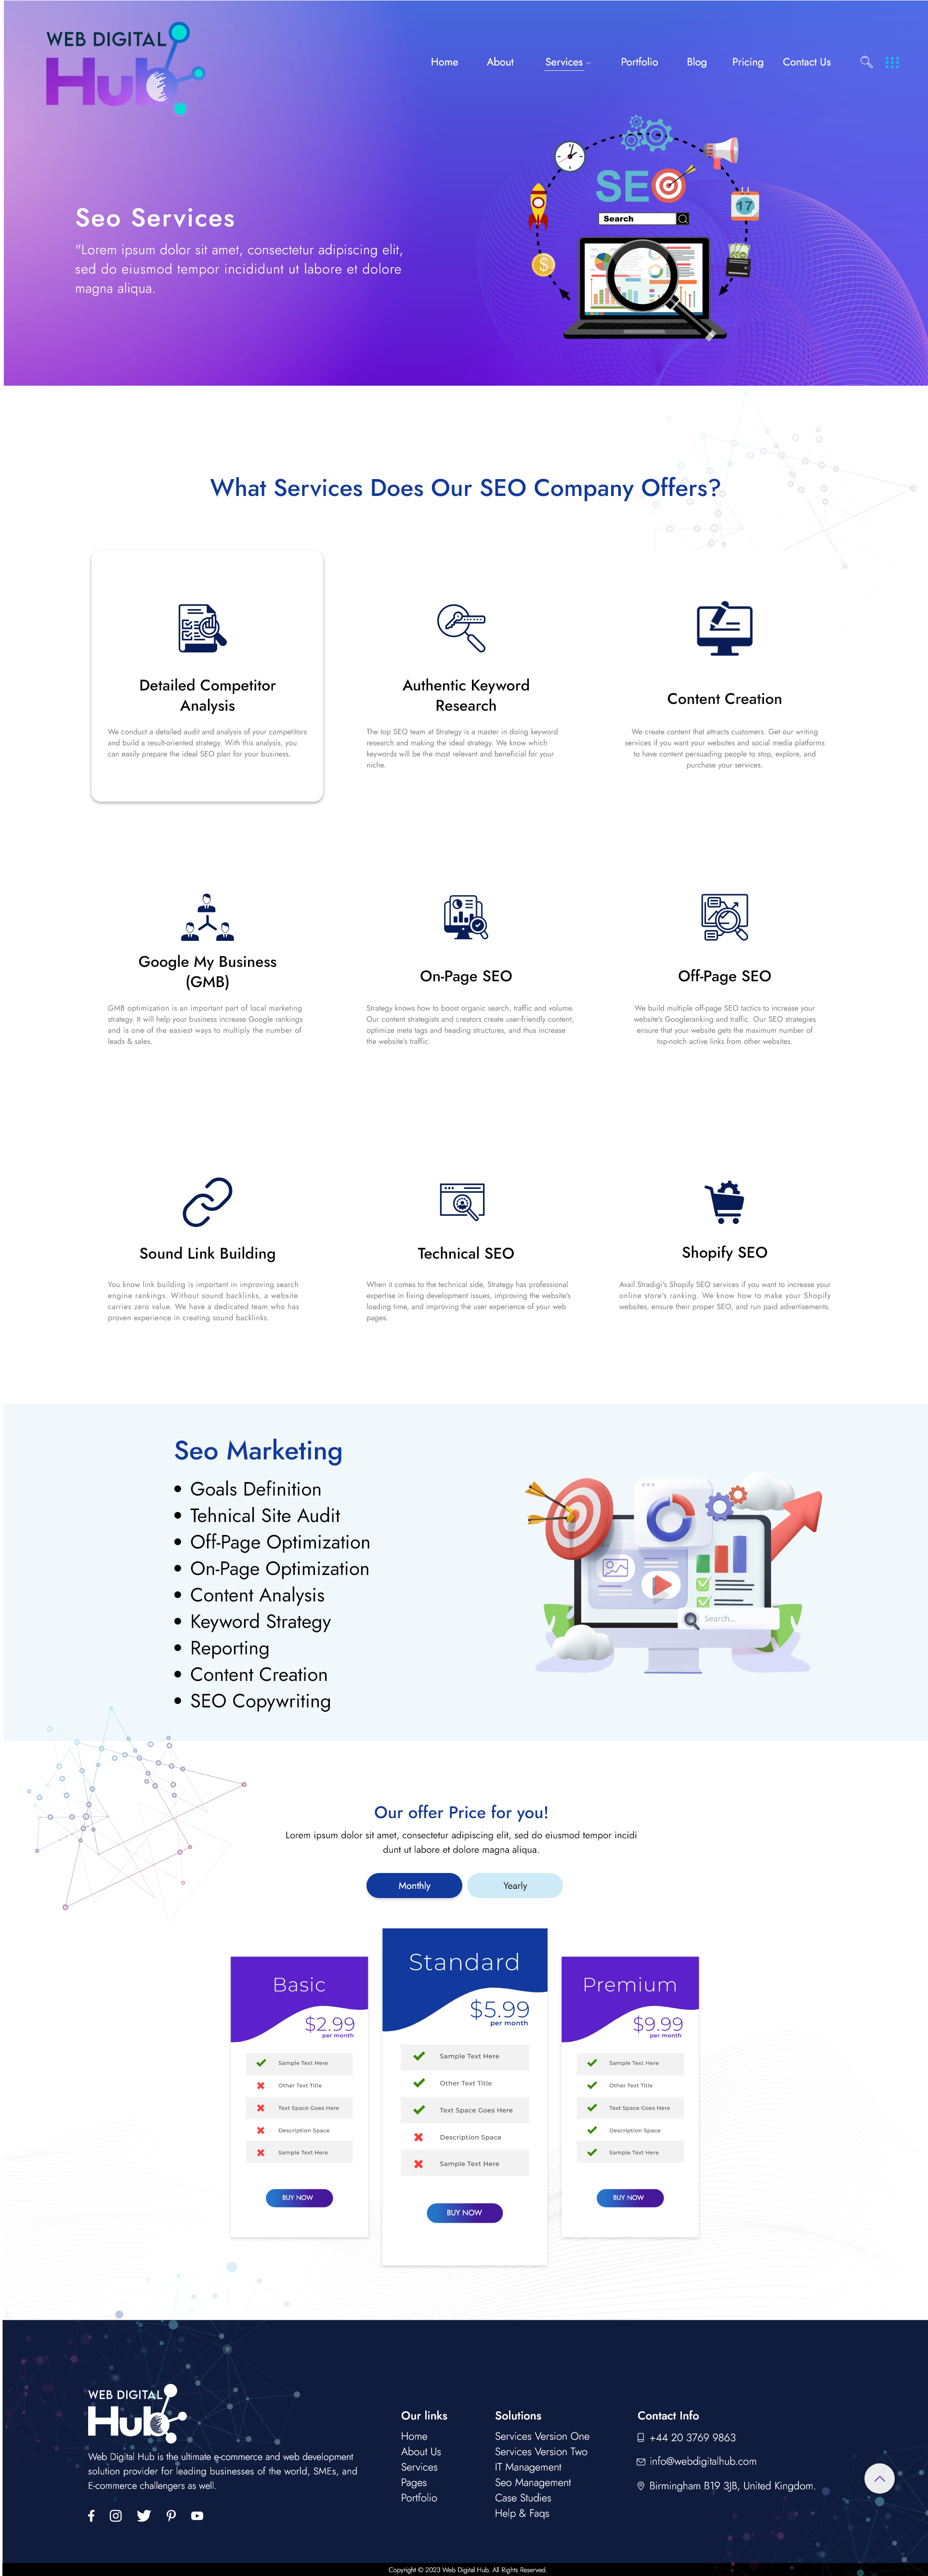 WEB DIGITAL
Hub
Home About Services Portfolio Blog Pricing Contact Us
SEO
Search
17
$
Seo Services
"Lorem ipsum dolor sit amet, consectetur adipiscing elit,
sed do eiusmod tempor incididunt ut labore et dolore
magna aliqua.
What Services Does Our SEO Company Offers?
Detailed Competitor
Analysis
We conduct a detailed audit and analysis of your competitors
and build a result-oriented strategy. With this analysis, you
can easily prepare the ideal SEO plan for your business.
Authentic Keyword
Research
The top SEO team at Strategy is a master in doing keyword
research and making the ideal strategy. We know which
keywords will be the most relevant and beneficial for your
niche.
Content Creation
We create content that attracts customers. Get our writing
services if you want your websites and social media platforms
to have content persuading people to stop, explore, and
purchase your services.
Google My Business
(GMB)
GMB optimization is an important part of local marketing
strategy. It will help your business increase Google rankings
and is one of the easiest ways to multiply the number of
leads & sales.
On-Page SEO
Strategy knows how to boost organic search, traffic and volume.
Our content strategists and creators create user-friendly content,
optimize meta tags and heading structures, and thus increase
the website's traffic.
Off-Page SEO
We build multiple off-page SEO tactics to increase your
website's Googleranking and traffic. Our SEO strategies
ensure that your website gets the maximum number of
top-notch active links from other websites.
Sound Link Building
You know link building is important in improving search
engine rankings. Without sound backlinks, a website
carries zero value. We have a dedicated team who has
proven experience in creating sound backlinks.
Technical SEO
When it comes to the technical side, Strategy has professional
expertise in fixing development issues, improving the website's
loading time, and improving the user experience of your web
pages.
Shopify SEO
Avail Stradigi's Shopify SEO services if you want to increase your
online store's ranking. We know how to make your Shopify
websites, ensure their proper SEO, and run paid advertisements.
Seo Marketing
• Goals Definition
• Tehnical Site Audit
• Off-Page Optimization
• On-Page Optimization
• Content Analysis
• Keyword Strategy
• Reporting
• Content Creation
• SEO Copywriting
Search...
Our offer Price for you!
Lorem ipsum dolor sit amet, consectetur adipiscing elit, sed do eiusmod tempor incidi
dunt ut labore et dolore magna aliqua.
Monthly
Yearly
Basic
$2.99
per month
Sample Text Here
Other Text Title
Text Space Goes Here
Description Space
Sample Text Here
BUY NOW
Standard
$5.99
per month
Sample Text Here
Other Text Title
Text Space Goes Here
Description Space
Sample Text Here
BUY NOW
Premium
$9.99
per month
Sample Text Here
Other Text Title
Text Space Goes Here
Description Space
Sample Text Here
BUY NOW
WEB DIGITAL
Hub
Web Digital Hub is the ultimate e-commerce and web development
solution provider for leading businesses of the world, SMEs, and
E-commerce challengers as well.
Our links
Home
About Us
Services
Pages
Portfolio
Solutions
Services Version One
Services Version Two
IT Management
Seo Management
Case Studies
Help & Faqs
Contact Info
+44 20 3769 9863
info@webdigitalhub.com
Birmingham B19 3JB, United Kingdom.
Copyright © 2023 Web Digital Hub. All Rights Reserved.